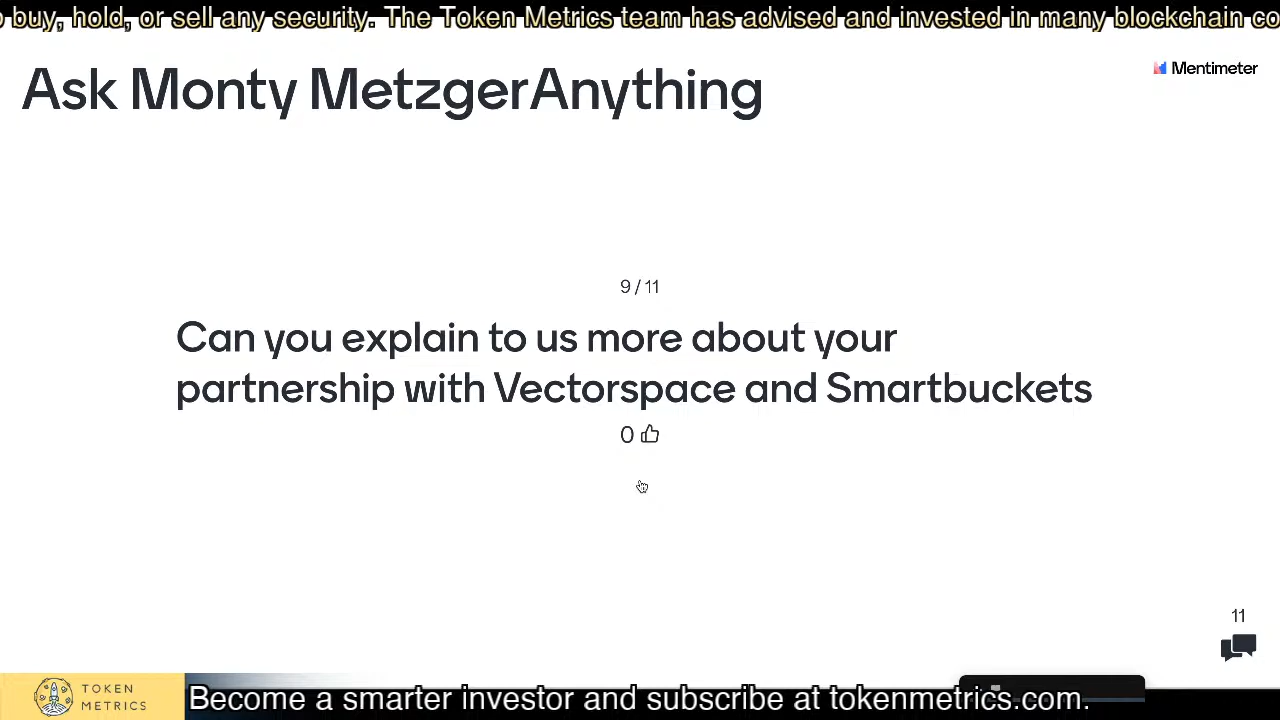 buy, hold, or sell any security. The Token Metrics team has advised and invested in many blockchain co
Ask Monty MetzgerAnything
Mentimeter
9 / 11
Can you explain to us more about your
partnership with Vectorspace and Smartbuckets
0
11
TOKEN
METRICS
Become a smarter investor and subscribe at tokenmetrics.com.